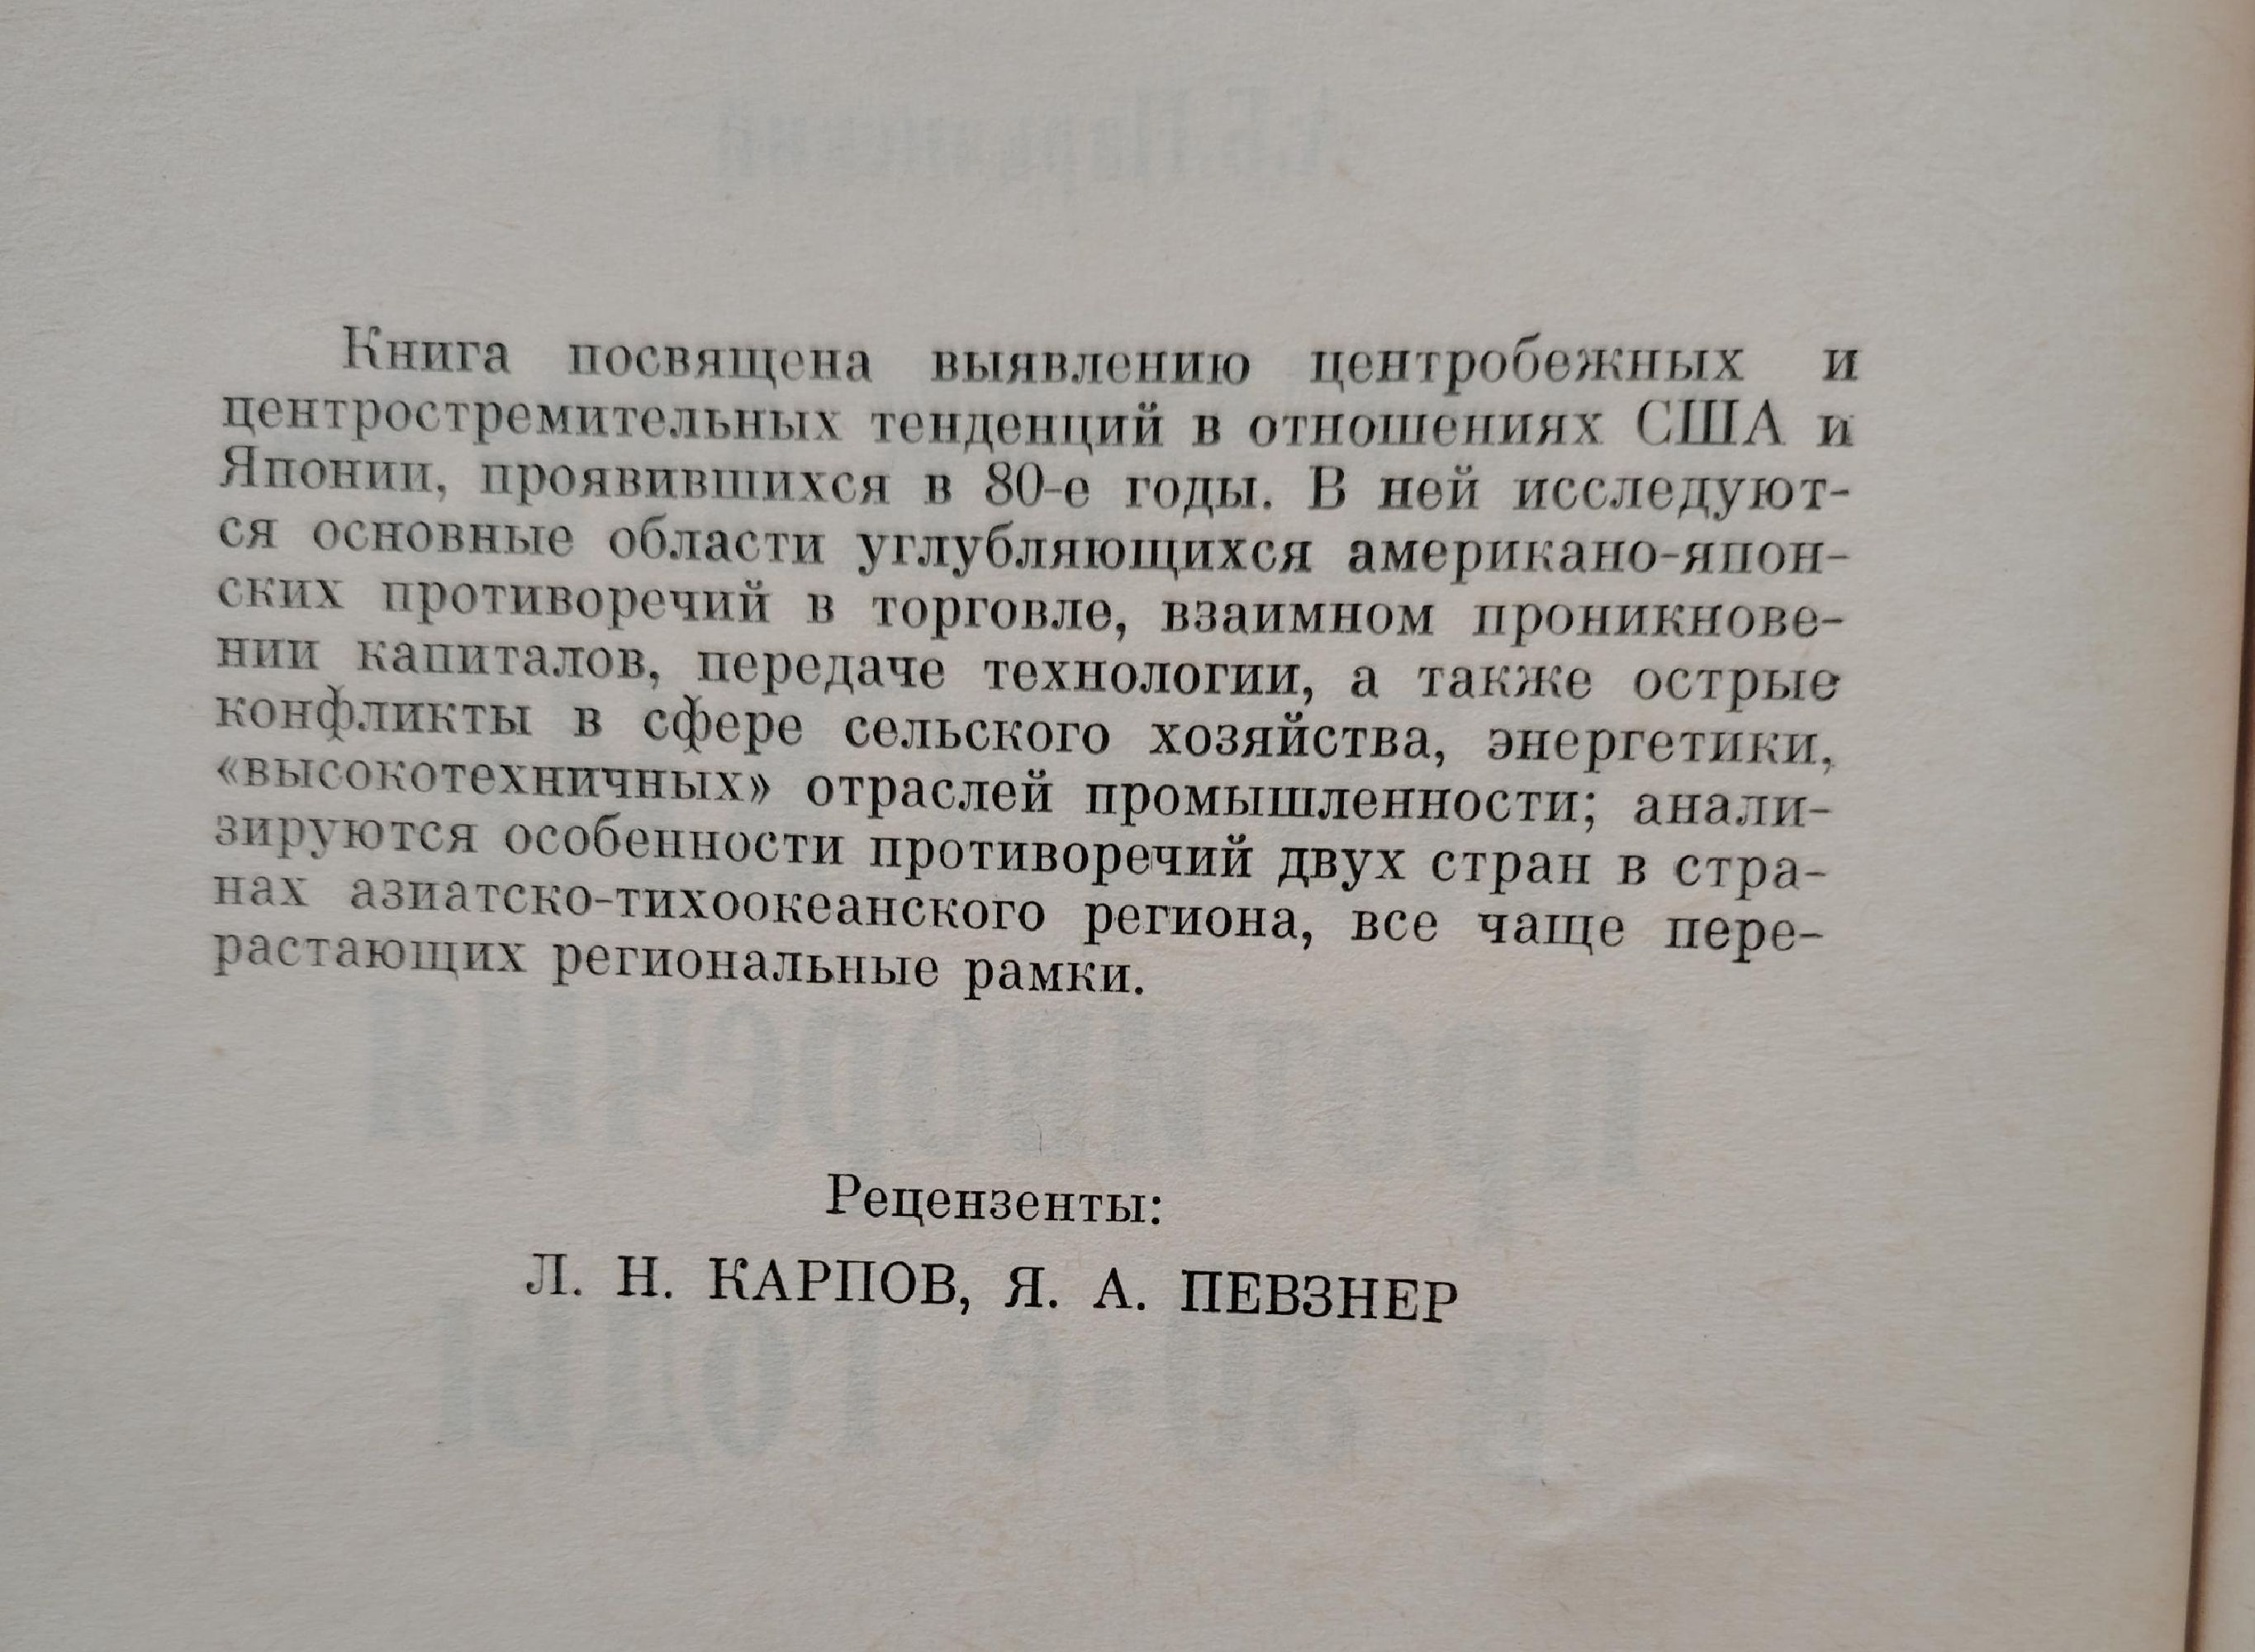 Книга посвящена выявлению центробежных и
центростремительных тенденций в отношениях США и
Японии, проявившихся в 80-е годы. В ней исследуют-
ся основные области углубляющихся американо-япон-
ских противоречий в торговле, взаимном проникнове-
нии капиталов, передаче технологии, а также острые
конфликты в сфере сельского хозяйства, энергетики,
«высокотехничных» отраслей промышленности; анали-
зируются особенности противоречий двух стран в стра-
нах азиатско-тихоокеанского региона, все чаще пере-
растающих региональные рамки.
Рецензенты:
Л. Н. КАРПОВ, Я. А. ПЕВЗНЕР